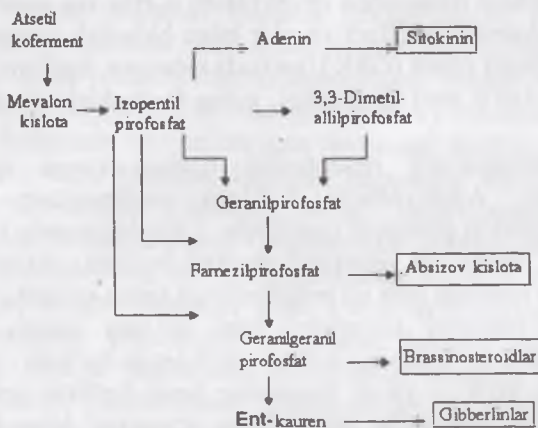 Atsetil
koferment
Adenin
Sitokinin
Mevalon
kislota
Izopentil
pirofosfat
3,3-Dimetil-
allilpirofosfat
Geranilpirofosfat
Farnezilpirofosfat
Absizov kislota
Geranilgeranil
pirofosfat
Brassinosteroidlar
Ent-kauren
Gibberlinlar